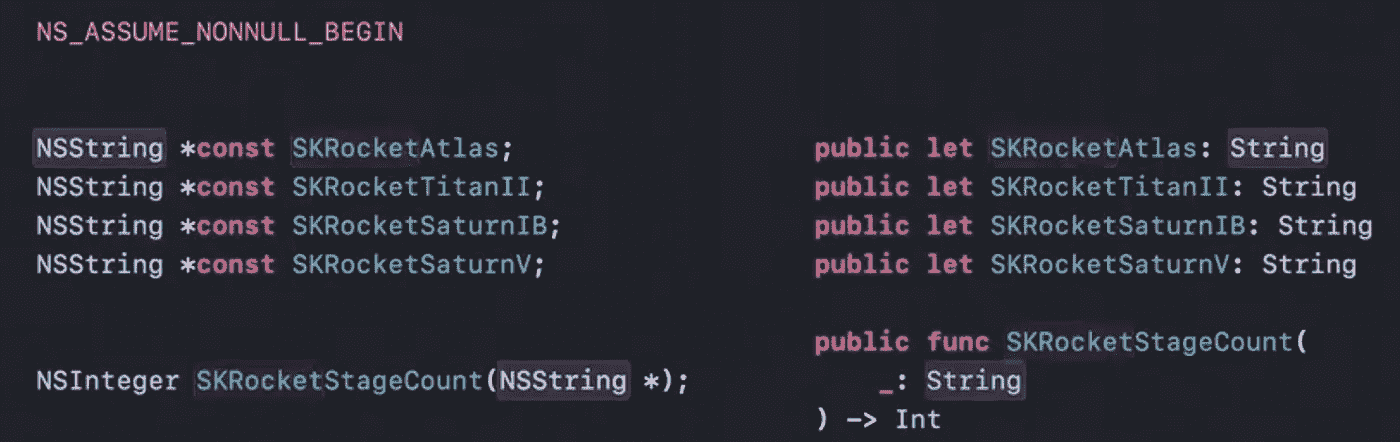 NS_ASSUME_NONNULL_BEGIN
NSString *const SKRocketAtlas;
NSString *const SKRocketTitanII;
NSString *const SKRocketSaturnIB;
NSString *const SKRocketSaturnV;
NSInteger SKRocketStageCount(NSString *);
public let SKRocketAtlas: String
public let SKRocketTitanII: String
public let SKRocketSaturnIB: String
public let SKRocketSaturnV: String
public func SKRocketStageCount(
_: String
) -> Int